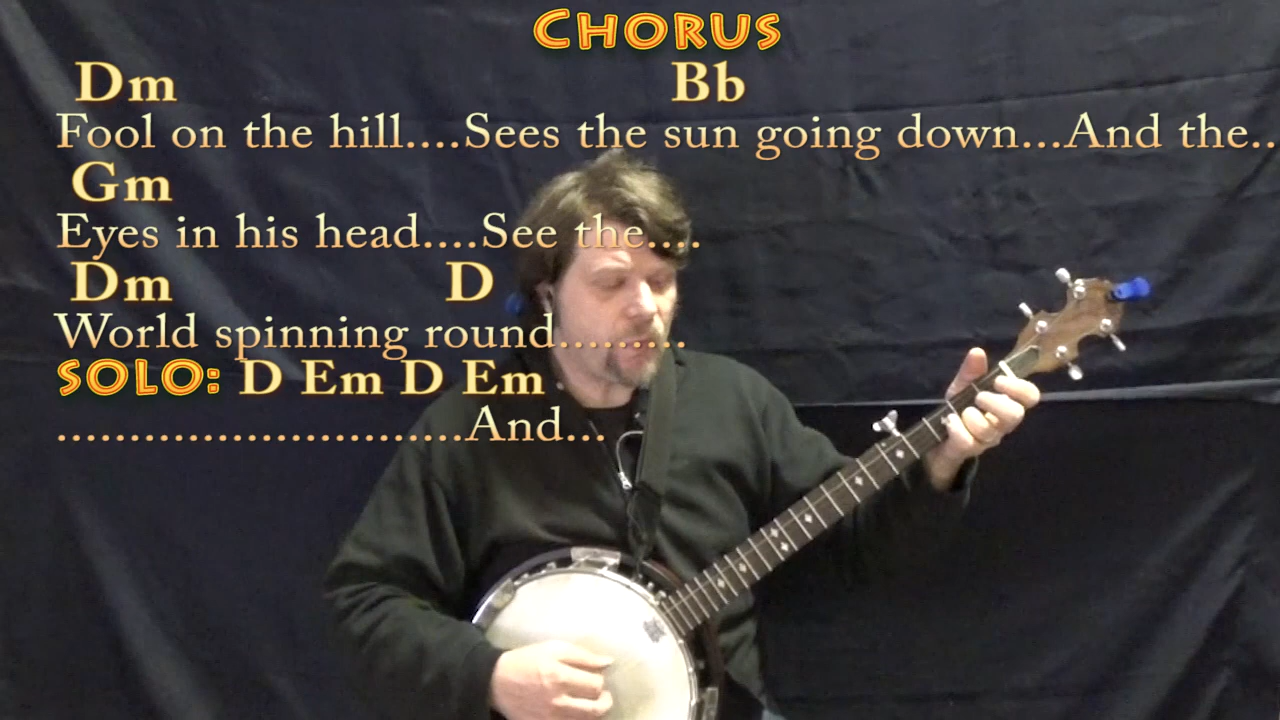 CHORUS
Dm Bb
Fool on the hill....Sees the sun going down...And the..
Gm
Eyes in his head....See the....
Dm D
World spinning round.........
SOLO: D Em D Em
............................And...